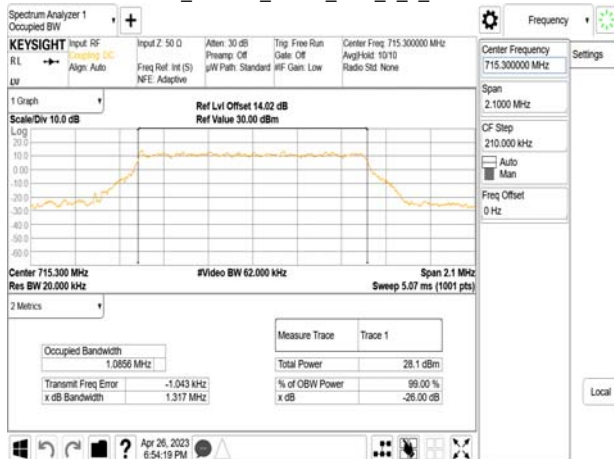 Spectrum Analyzer 1
Occupied BW
Frequency
KEYSIGHT
RL
Input: RF
Coupling: DC
Align: Auto
Input Z: 50 Ω
Freq Ref: Int (S)
NFE: Adaptive
Atten: 30 dB
Preamp: Off
µW Path: Standard
Trig: Free Run
Gate: Off
#IF Gain: Low
Center Freq: 715.300000 MHz
Avg|Hold: 10/10
Radio Std: None
Center Frequency
715.300000 MHz
Settings
Span
2.1000 MHz
CF Step
210.000 kHz
Auto
Man
Freq Offset
0 Hz
Local
1 Graph
Scale/Div 10.0 dB
Ref Lvl Offset 14.02 dB
Ref Value 30.00 dBm
Log
20.0
10.0
0.00
-10.0
-20.0
-30.0
-40.0
-50.0
-60.0
Center 715.300 MHz
#Video BW 62.000 kHz
Span 2.1 MHz
Res BW 20.000 kHz
Sweep 5.07 ms (1001 pts)
2 Metrics
Measure Trace Trace 1
Occupied Bandwidth
1.0856 MHz
Total Power 28.1 dBm
Transmit Freq Error -1.043 kHz
% of OBW Power 99.00 %
x dB Bandwidth 1.317 MHz
x dB -26.00 dB
Apr 26, 2023
6:54:19 PM